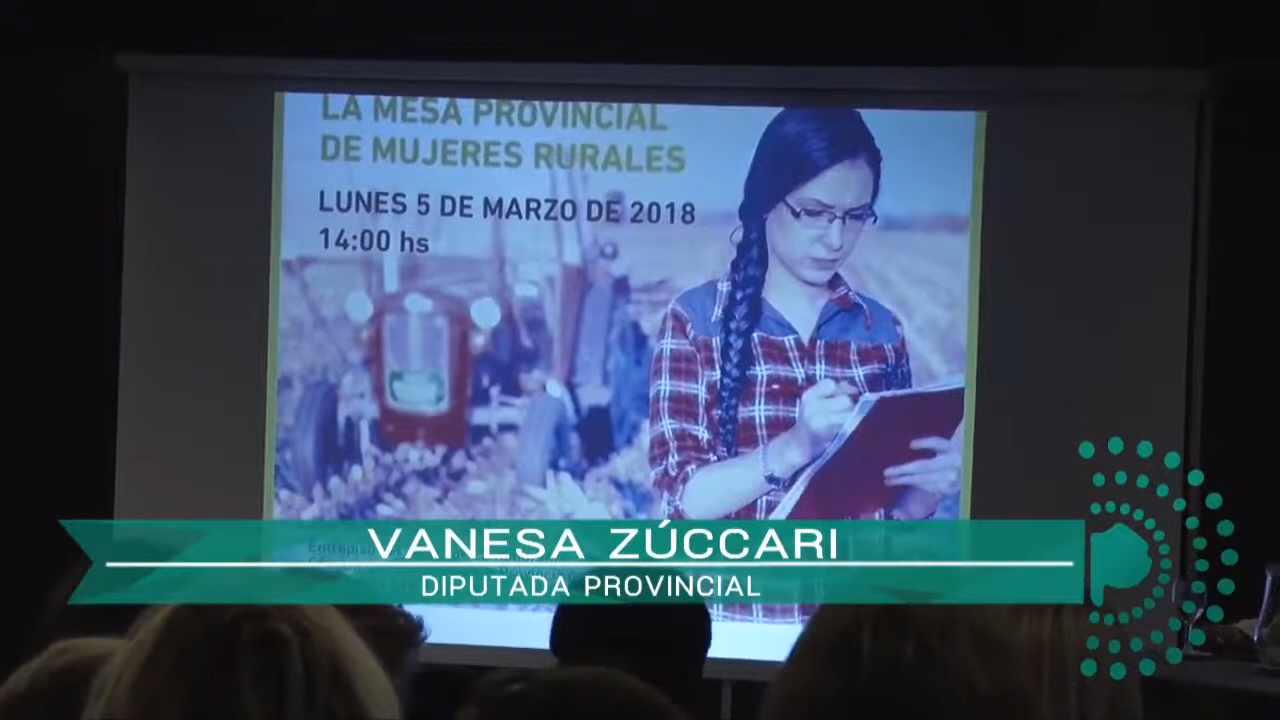 LA MESA PROVINCIAL
DE MUJERES RURALES
LUNES 5 DE MARZO DE 2018
14:00 hs
VANESA ZÚCCARI
DIPUTADA PROVINCIAL